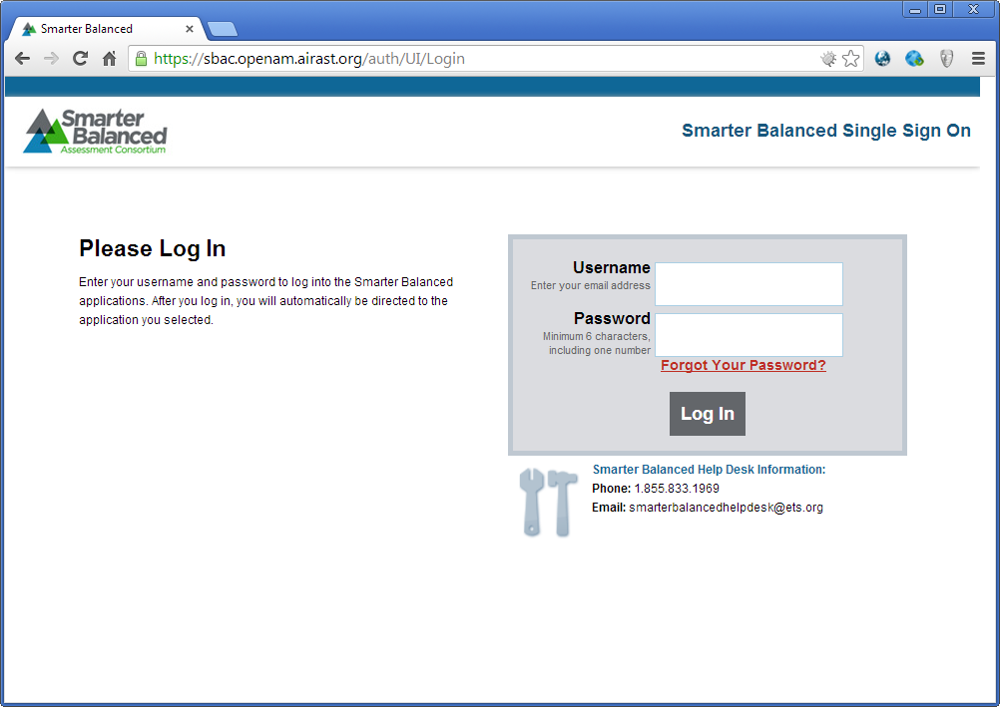 Smarter Balanced
https://sbac.openam.airast.org/auth/UI/Login
Smarter
Balanced
Assessment Consortium
Smarter Balanced Single Sign On
Please Log In
Enter your username and password to log into the Smarter Balanced
applications. After you log in, you will automatically be directed to the
application you selected.
Username
Enter your email address
Password
Minimum 6 characters,
including one number
Forgot Your Password?
Log In
Smarter Balanced Help Desk Information:
Phone: 1.855.833.1969
Email: smarterbalancedhelpdesk@ets.org